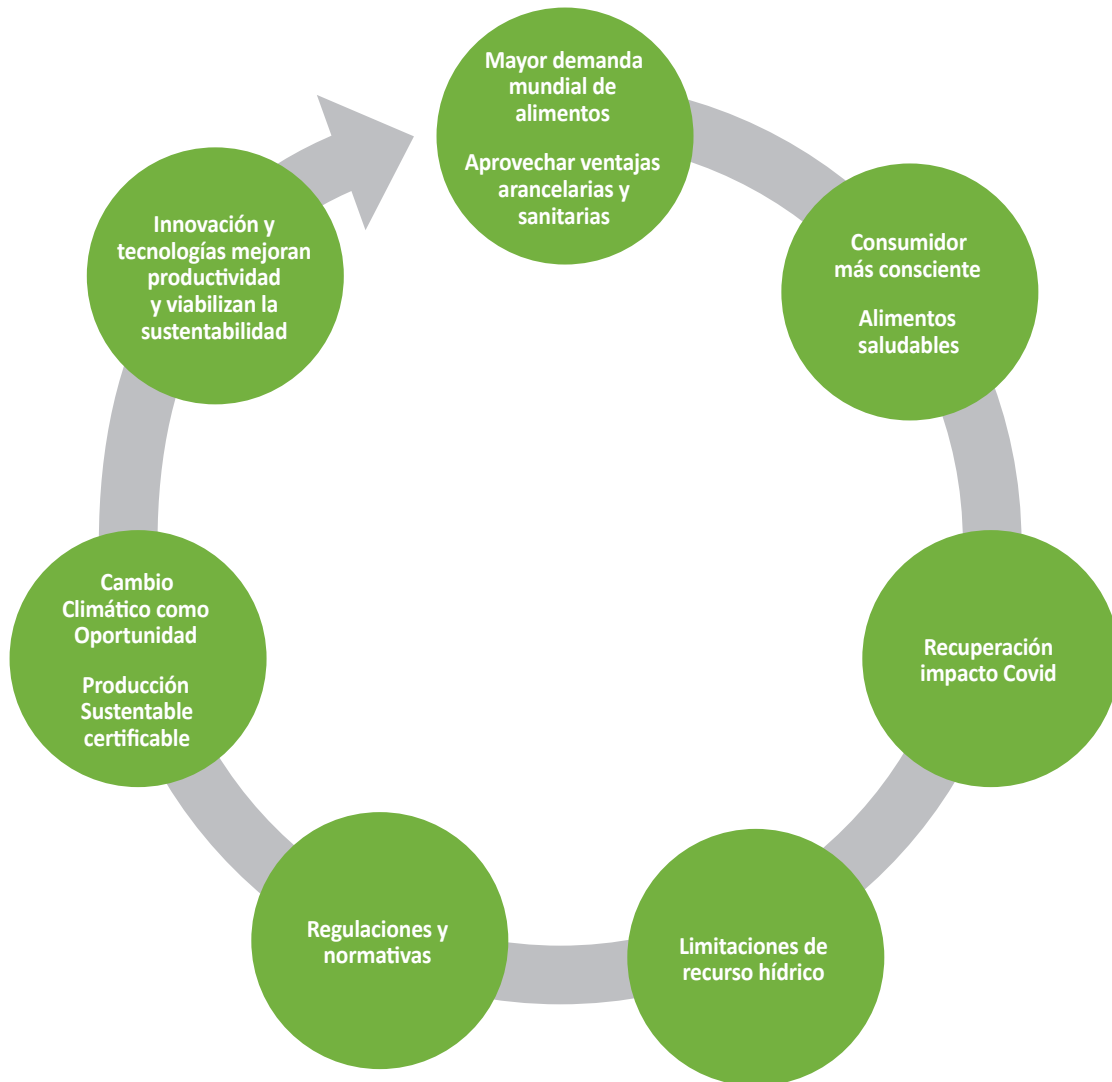 Mayor demanda
mundial de
alimentos
Aprovechar ventajas
arancelarias y
sanitarias
Consumidor
más consciente
Alimentos
saludables
Recuperación
impacto Covid
Limitaciones de
recurso hídrico
Regulaciones y
normativas
Cambio
Climático como
Oportunidad
Producción
Sustentable
certificable
Innovación y
tecnologías mejoran
productividad
y viabilizan la
sustentabilidad